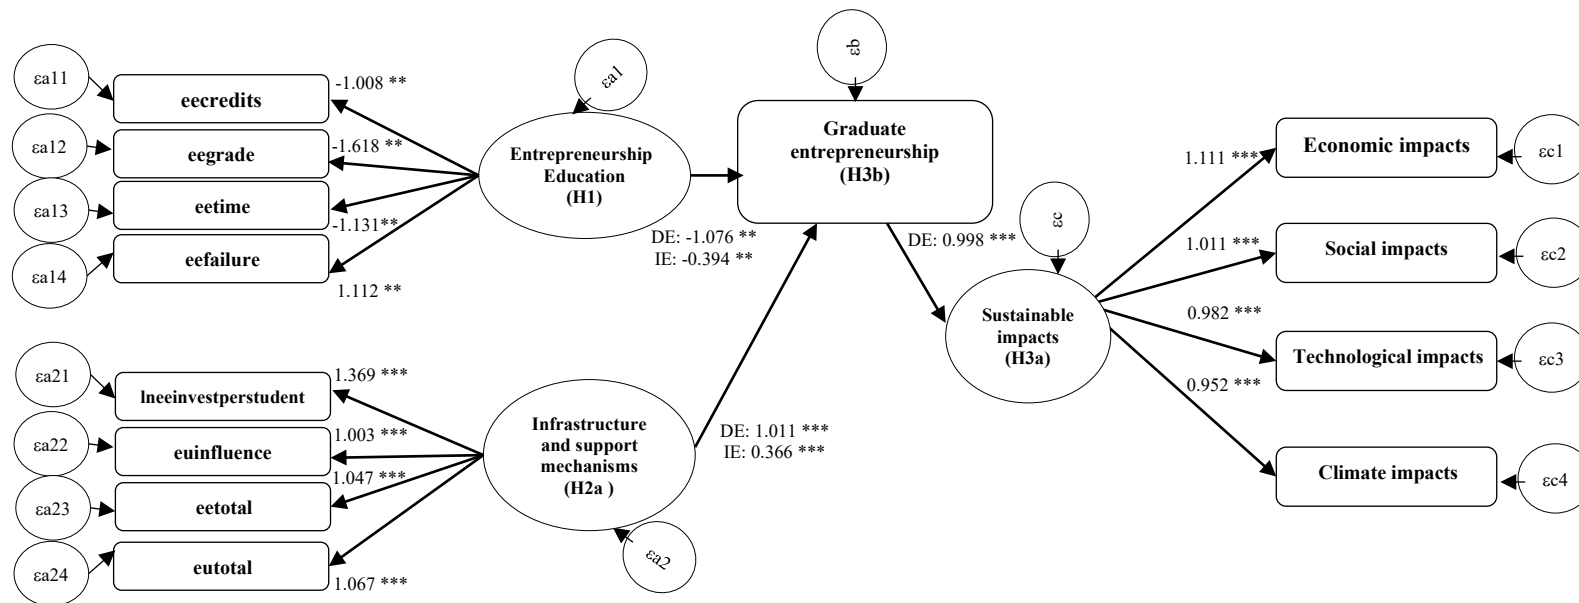 εa11
eecredits
-1.008 **
εa12
eegrade
-1.618 **
εa13
eetime
-1.131**
εa14
eefailure
1.112 **
εa1
Entrepreneurship
Education
(H1)
DE: -1.076 **
IE: -0.394 **
εb
Graduate
entrepreneurship
(H3b)
DE: 0.998 ***
εc
Sustainable
impacts
(H3a)
1.111 ***
Economic impacts
εc1
1.011 ***
Social impacts
εc2
0.982 ***
Technological impacts
εc3
0.952 ***
Climate impacts
εc4
εa21
lneeinvestperstudent
1.369 ***
εa22
euinfluence
1.003 ***
εa23
eetotal
1.047 ***
εa24
eutotal
1.067 ***
Infrastructure
and support
mechanisms
(H2a )
εa2
DE: 1.011 ***
IE: 0.366 ***